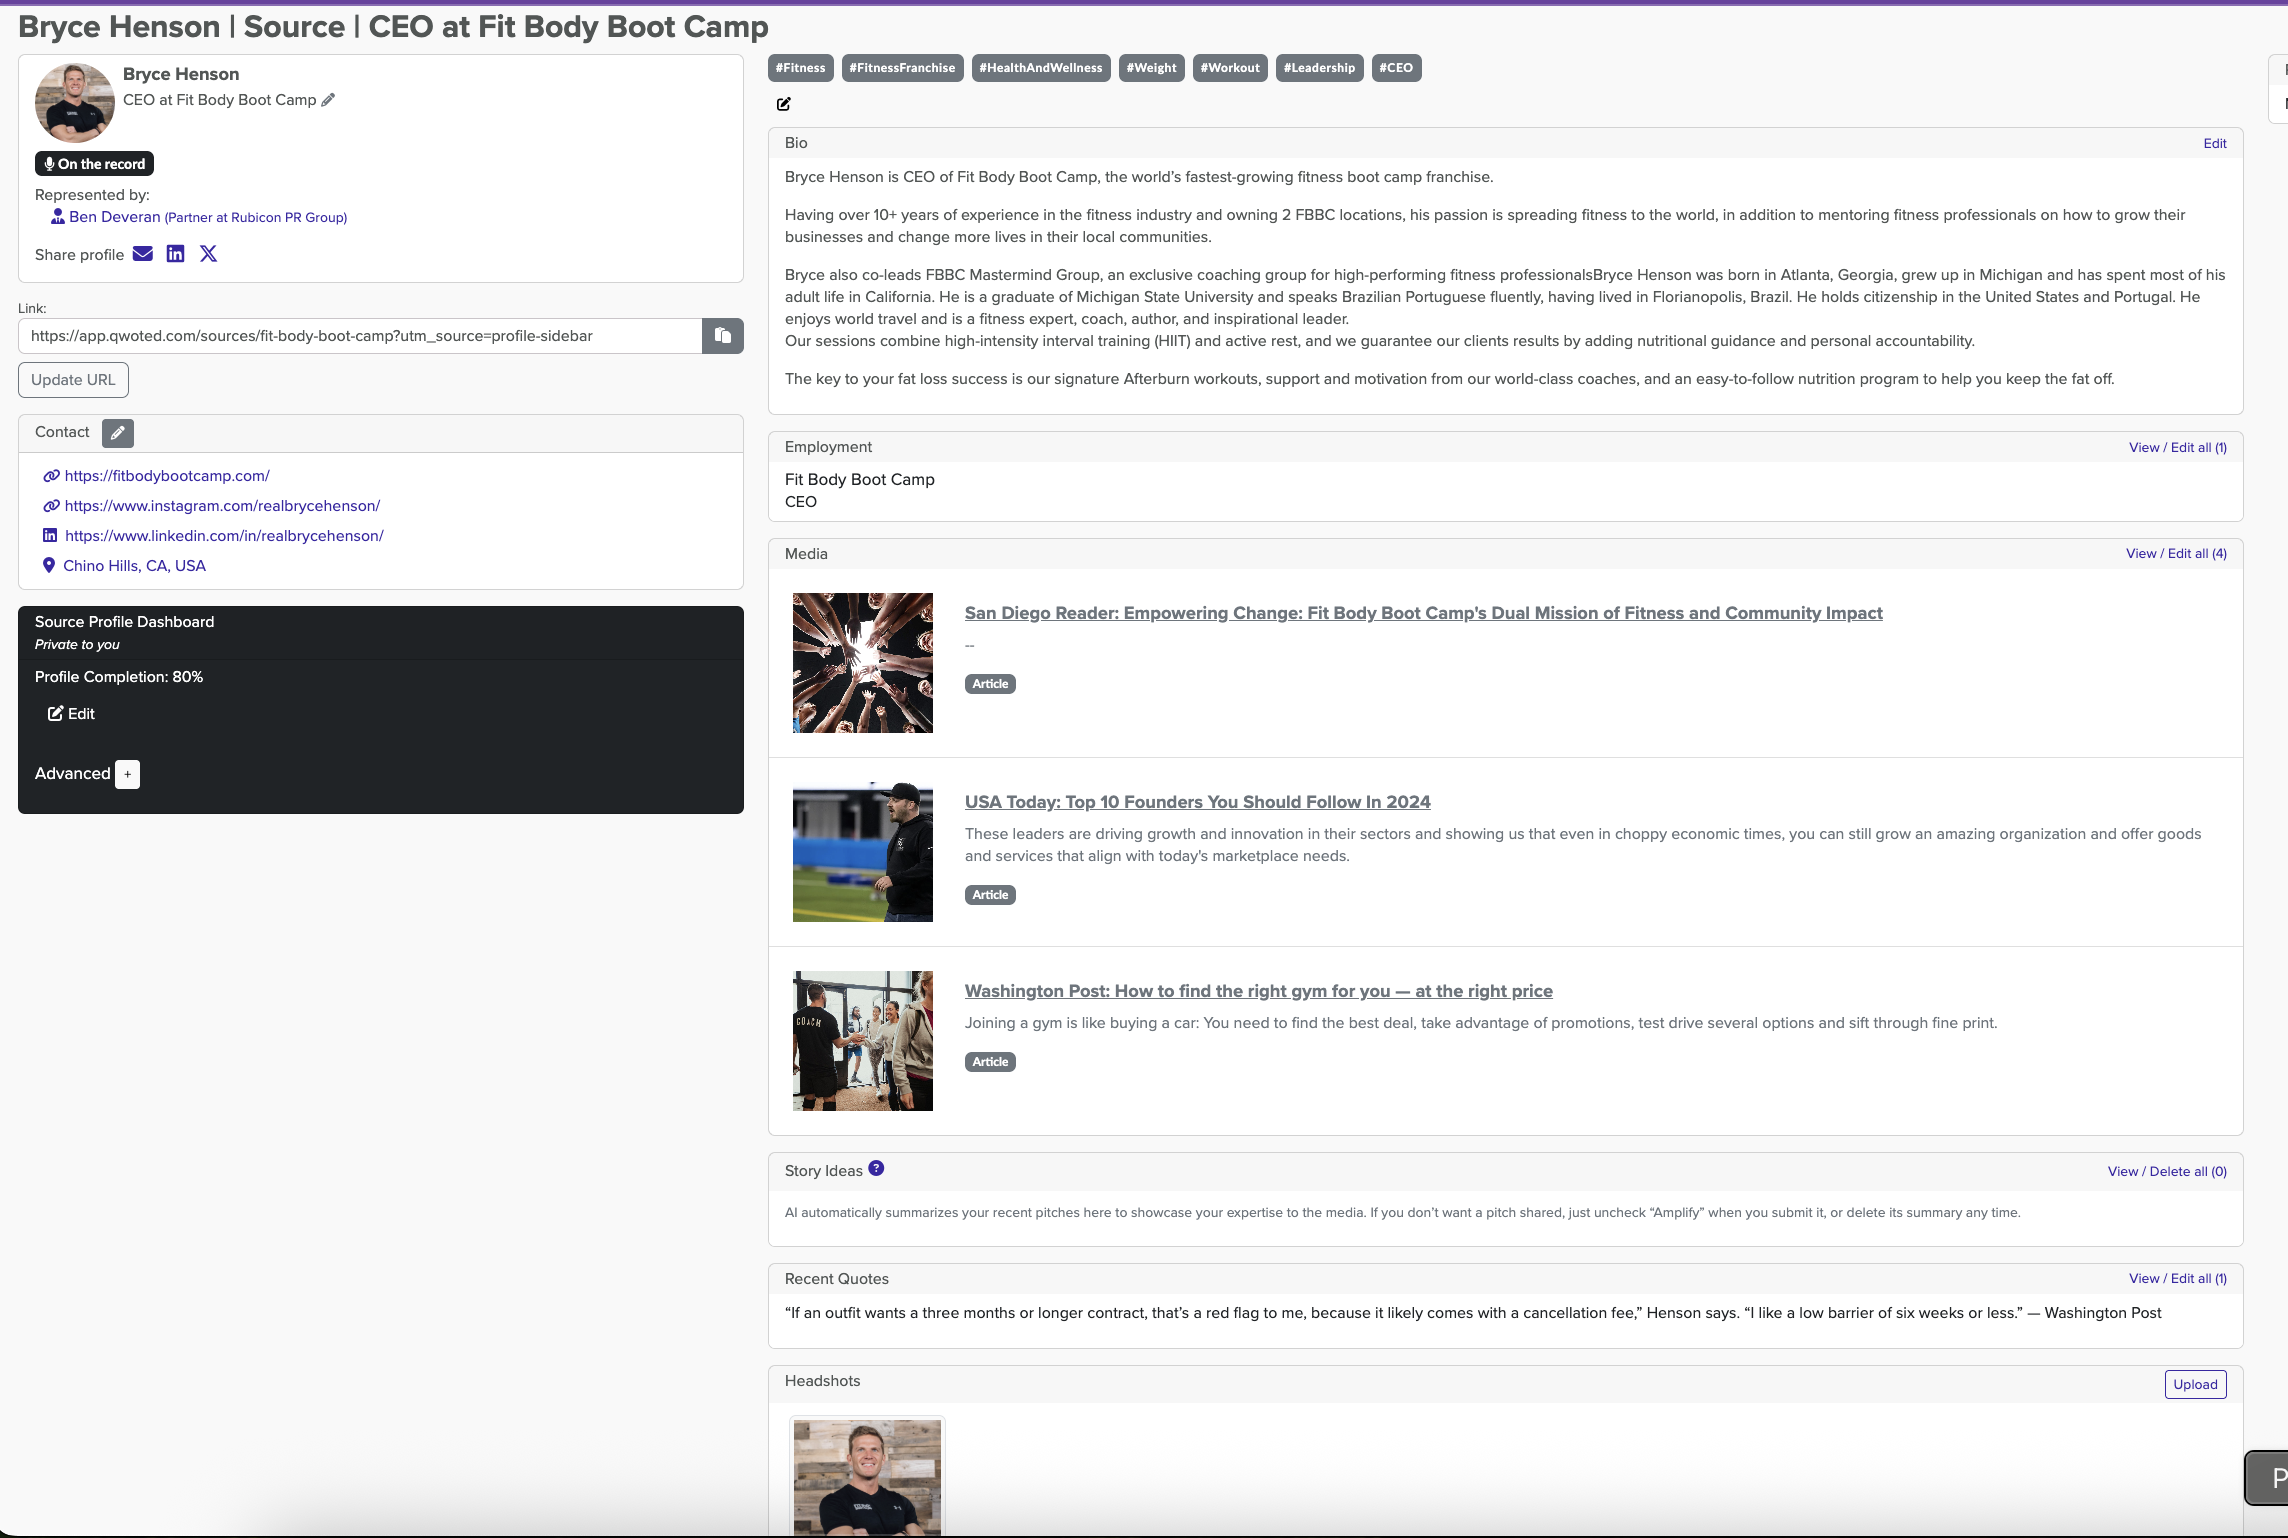 Bryce Henson | Source | CEO at Fit Body Boot Camp
Bryce Henson
CEO at Fit Body Boot Camp
On the record
Represented by:
Ben Deveran (Partner at Rubicon PR Group)
Share profile
Link:
https://app.qwoted.com/sources/fit-body-boot-camp?utm_source=profile-sidebar
Update URL
Contact
https://fitbodybootcamp.com/
https://www.instagram.com/realbrycehenson/
https://www.linkedin.com/in/realbrycehenson/
Chino Hills, CA, USA
Source Profile Dashboard
Private to you
Profile Completion: 80%
Edit
Advanced +
#Fitness #FitnessFranchise #HealthAndWellness #Weight #Workout #Leadership #CEO
Bio Edit
Bryce Henson is CEO of Fit Body Boot Camp, the world’s fastest-growing fitness boot camp franchise.
Having over 10+ years of experience in the fitness industry and owning 2 FBBC locations, his passion is spreading fitness to the world, in addition to mentoring fitness professionals on how to grow their
businesses and change more lives in their local communities.
Bryce also co-leads FBBC Mastermind Group, an exclusive coaching group for high-performing fitness professionalsBryce Henson was born in Atlanta, Georgia, grew up in Michigan and has spent most of his
adult life in California. He is a graduate of Michigan State University and speaks Brazilian Portuguese fluently, having lived in Florianopolis, Brazil. He holds citizenship in the United States and Portugal. He
enjoys world travel and is a fitness expert, coach, author, and inspirational leader.
Our sessions combine high-intensity interval training (HIIT) and active rest, and we guarantee our clients results by adding nutritional guidance and personal accountability.
The key to your fat loss success is our signature Afterburn workouts, support and motivation from our world-class coaches, and an easy-to-follow nutrition program to help you keep the fat off.
Employment View / Edit all (1)
Fit Body Boot Camp
CEO
Media View / Edit all (4)
San Diego Reader: Empowering Change: Fit Body Boot Camp's Dual Mission of Fitness and Community Impact
--
Article
USA Today: Top 10 Founders You Should Follow In 2024
These leaders are driving growth and innovation in their sectors and showing us that even in choppy economic times, you can still grow an amazing organization and offer goods
and services that align with today's marketplace needs.
Article
COACH
Washington Post: How to find the right gym for you — at the right price
Joining a gym is like buying a car: You need to find the best deal, take advantage of promotions, test drive several options and sift through fine print.
Article
Story Ideas ? View / Delete all (0)
AI automatically summarizes your recent pitches here to showcase your expertise to the media. If you don’t want a pitch shared, just uncheck “Amplify” when you submit it, or delete its summary any time.
Recent Quotes View / Edit all (1)
“If an outfit wants a three months or longer contract, that’s a red flag to me, because it likely comes with a cancellation fee,” Henson says. “I like a low barrier of six weeks or less.” — Washington Post
Headshots Upload